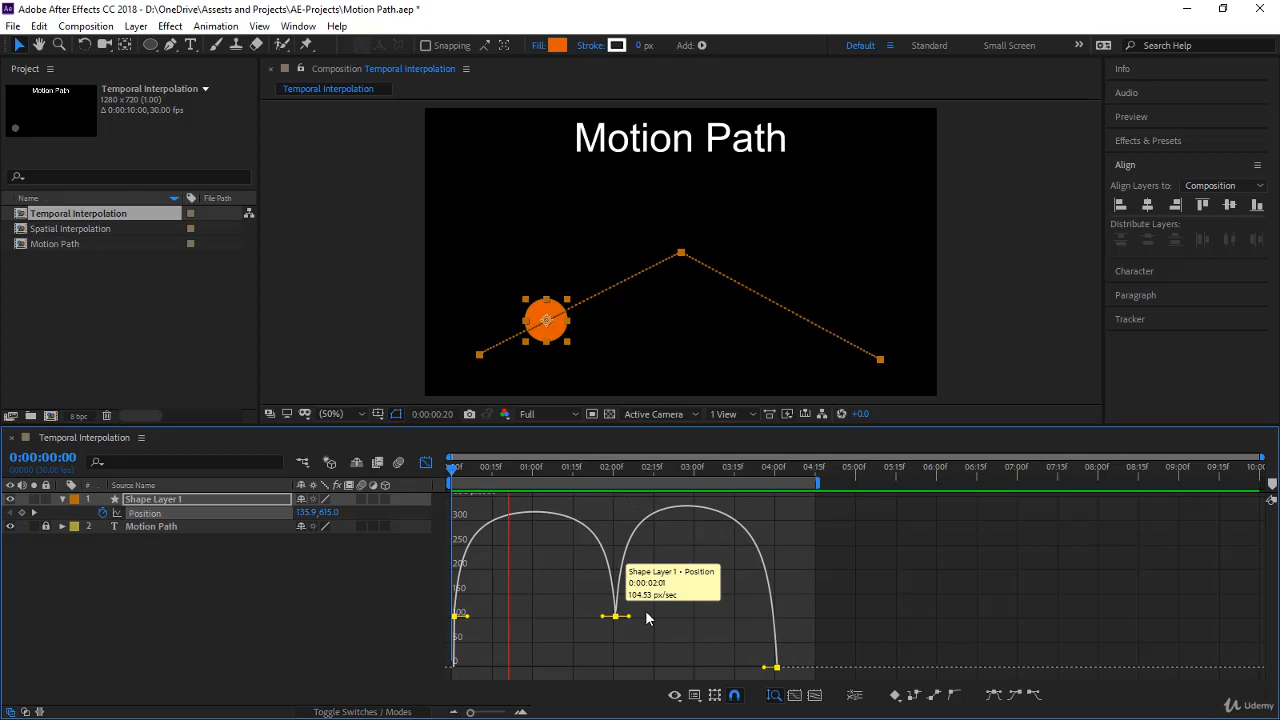 Adobe After Effects CC 2018 - D:\OneDrive\Assests and Projects\AE-Projects\Motion Path.aep *
File Edit Composition Layer Effect Animation View Window Help
Snapping Fill: Stroke: 0 px Add: Default Standard Small Screen Search Help
Project
Composition Temporal Interpolation
Temporal Interpolation
Motion Path
Temporal Interpolation
1280 x 720 (1.00)
Δ 0:00:10:00, 30.00 fps
Name File Path
Temporal Interpolation
Spatial Interpolation
Motion Path
8 bpc
Motion Path
(50%) 0:00:00:20 Full Active Camera 1 View +0.0
Info
Audio
Preview
Effects & Presets
Align
Align Layers to: Composition
Distribute Layers:
Character
Paragraph
Tracker
Temporal Interpolation
0:00:00:00
00000 (30.00 fps)
# Source Name
1 Shape Layer 1
Position 135.9,615.0
2 T Motion Path
00:15f 01:00f 01:15f 02:00f 02:15f 03:00f 03:15f 04:00f 04:15f 05:00f 05:15f 06:00f 06:15f 07:00f 07:15f 08:00f 08:15f 09:00f 09:15f
300
250
200
150
50
0
Shape Layer 1 • Position
0:00:02:01
104.53 px/sec
Toggle Switches / Modes
Udemy